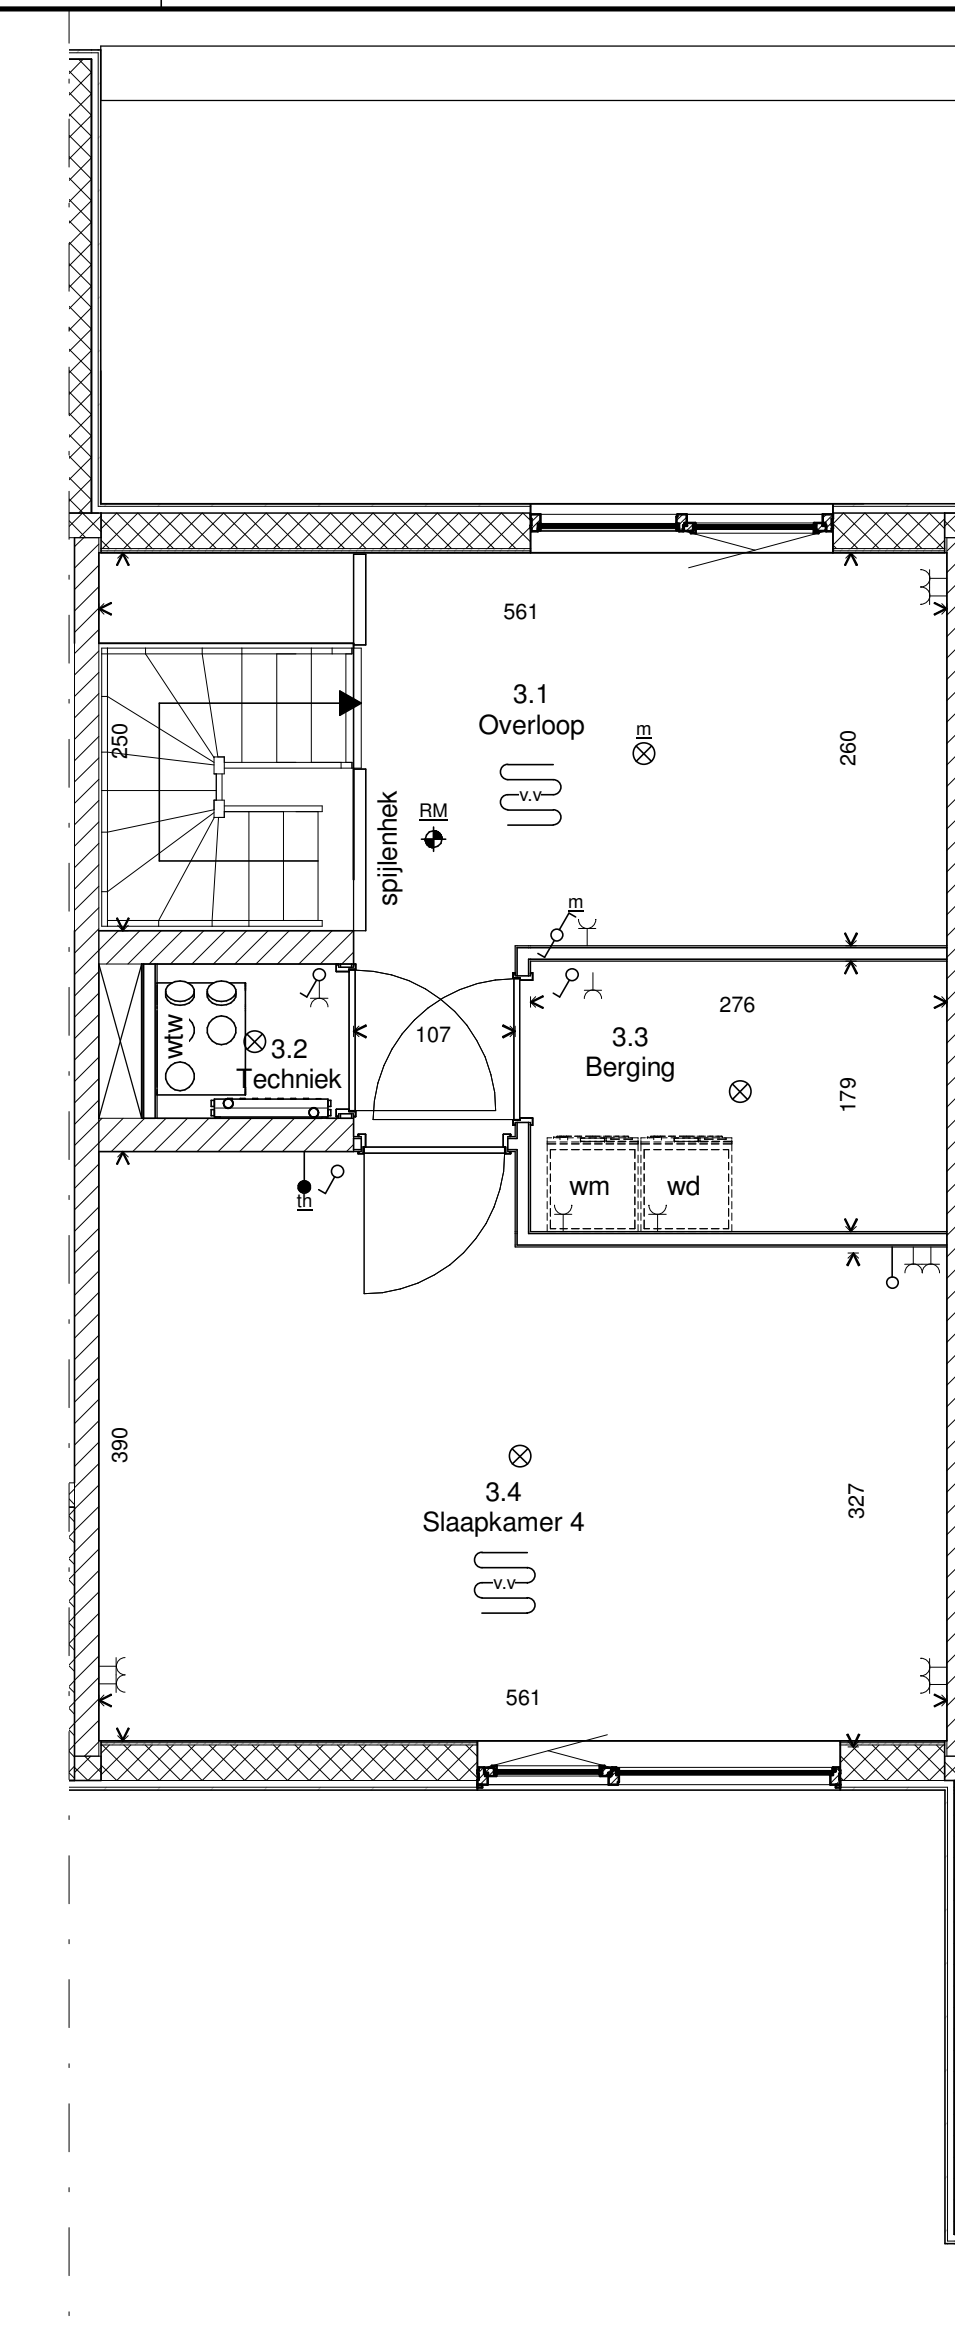 561
3.1
Overloop
m
250
260
v.v
RM
spijlenhek
m
276
107
3.3
Berging
wtw
3.2
Techniek
179
wm
wd
th
390
3.4
Slaapkamer 4
327
v.v
561